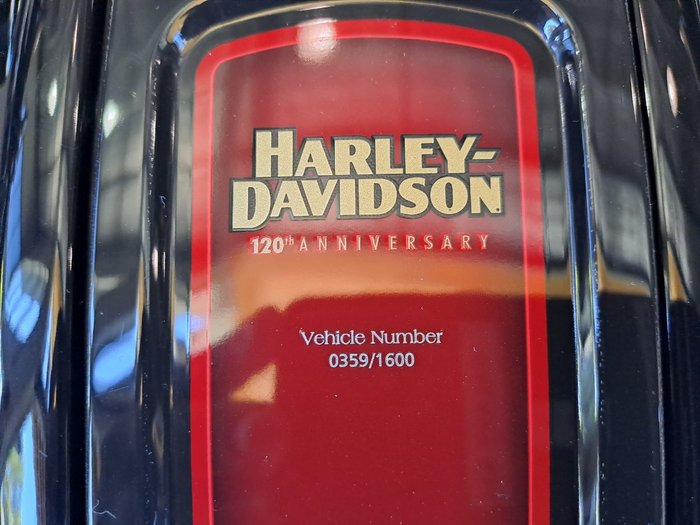 HARLEY-
DAVIDSON
120th ANNIVERSARY
Vehicle Number
0359/1600